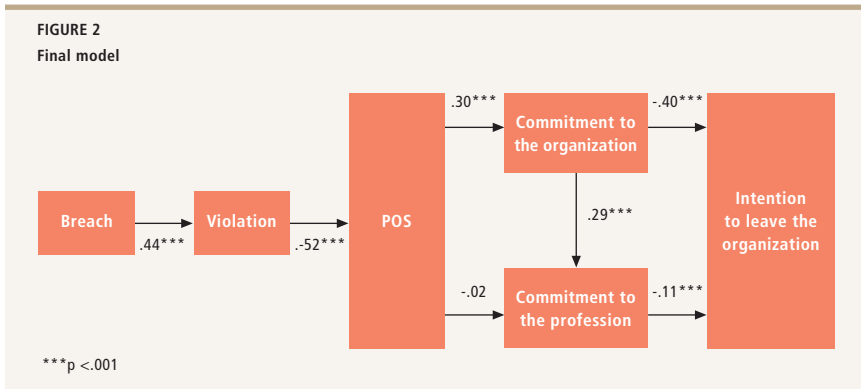 FIGURE 2
Final model
Breach
.44***
Violation
.-52***
POS
.30***
Commitment to
the organization
-.40***
.29***
-.02
Commitment to
the profession
-.11***
Intention
to leave the
organization
***p <.001